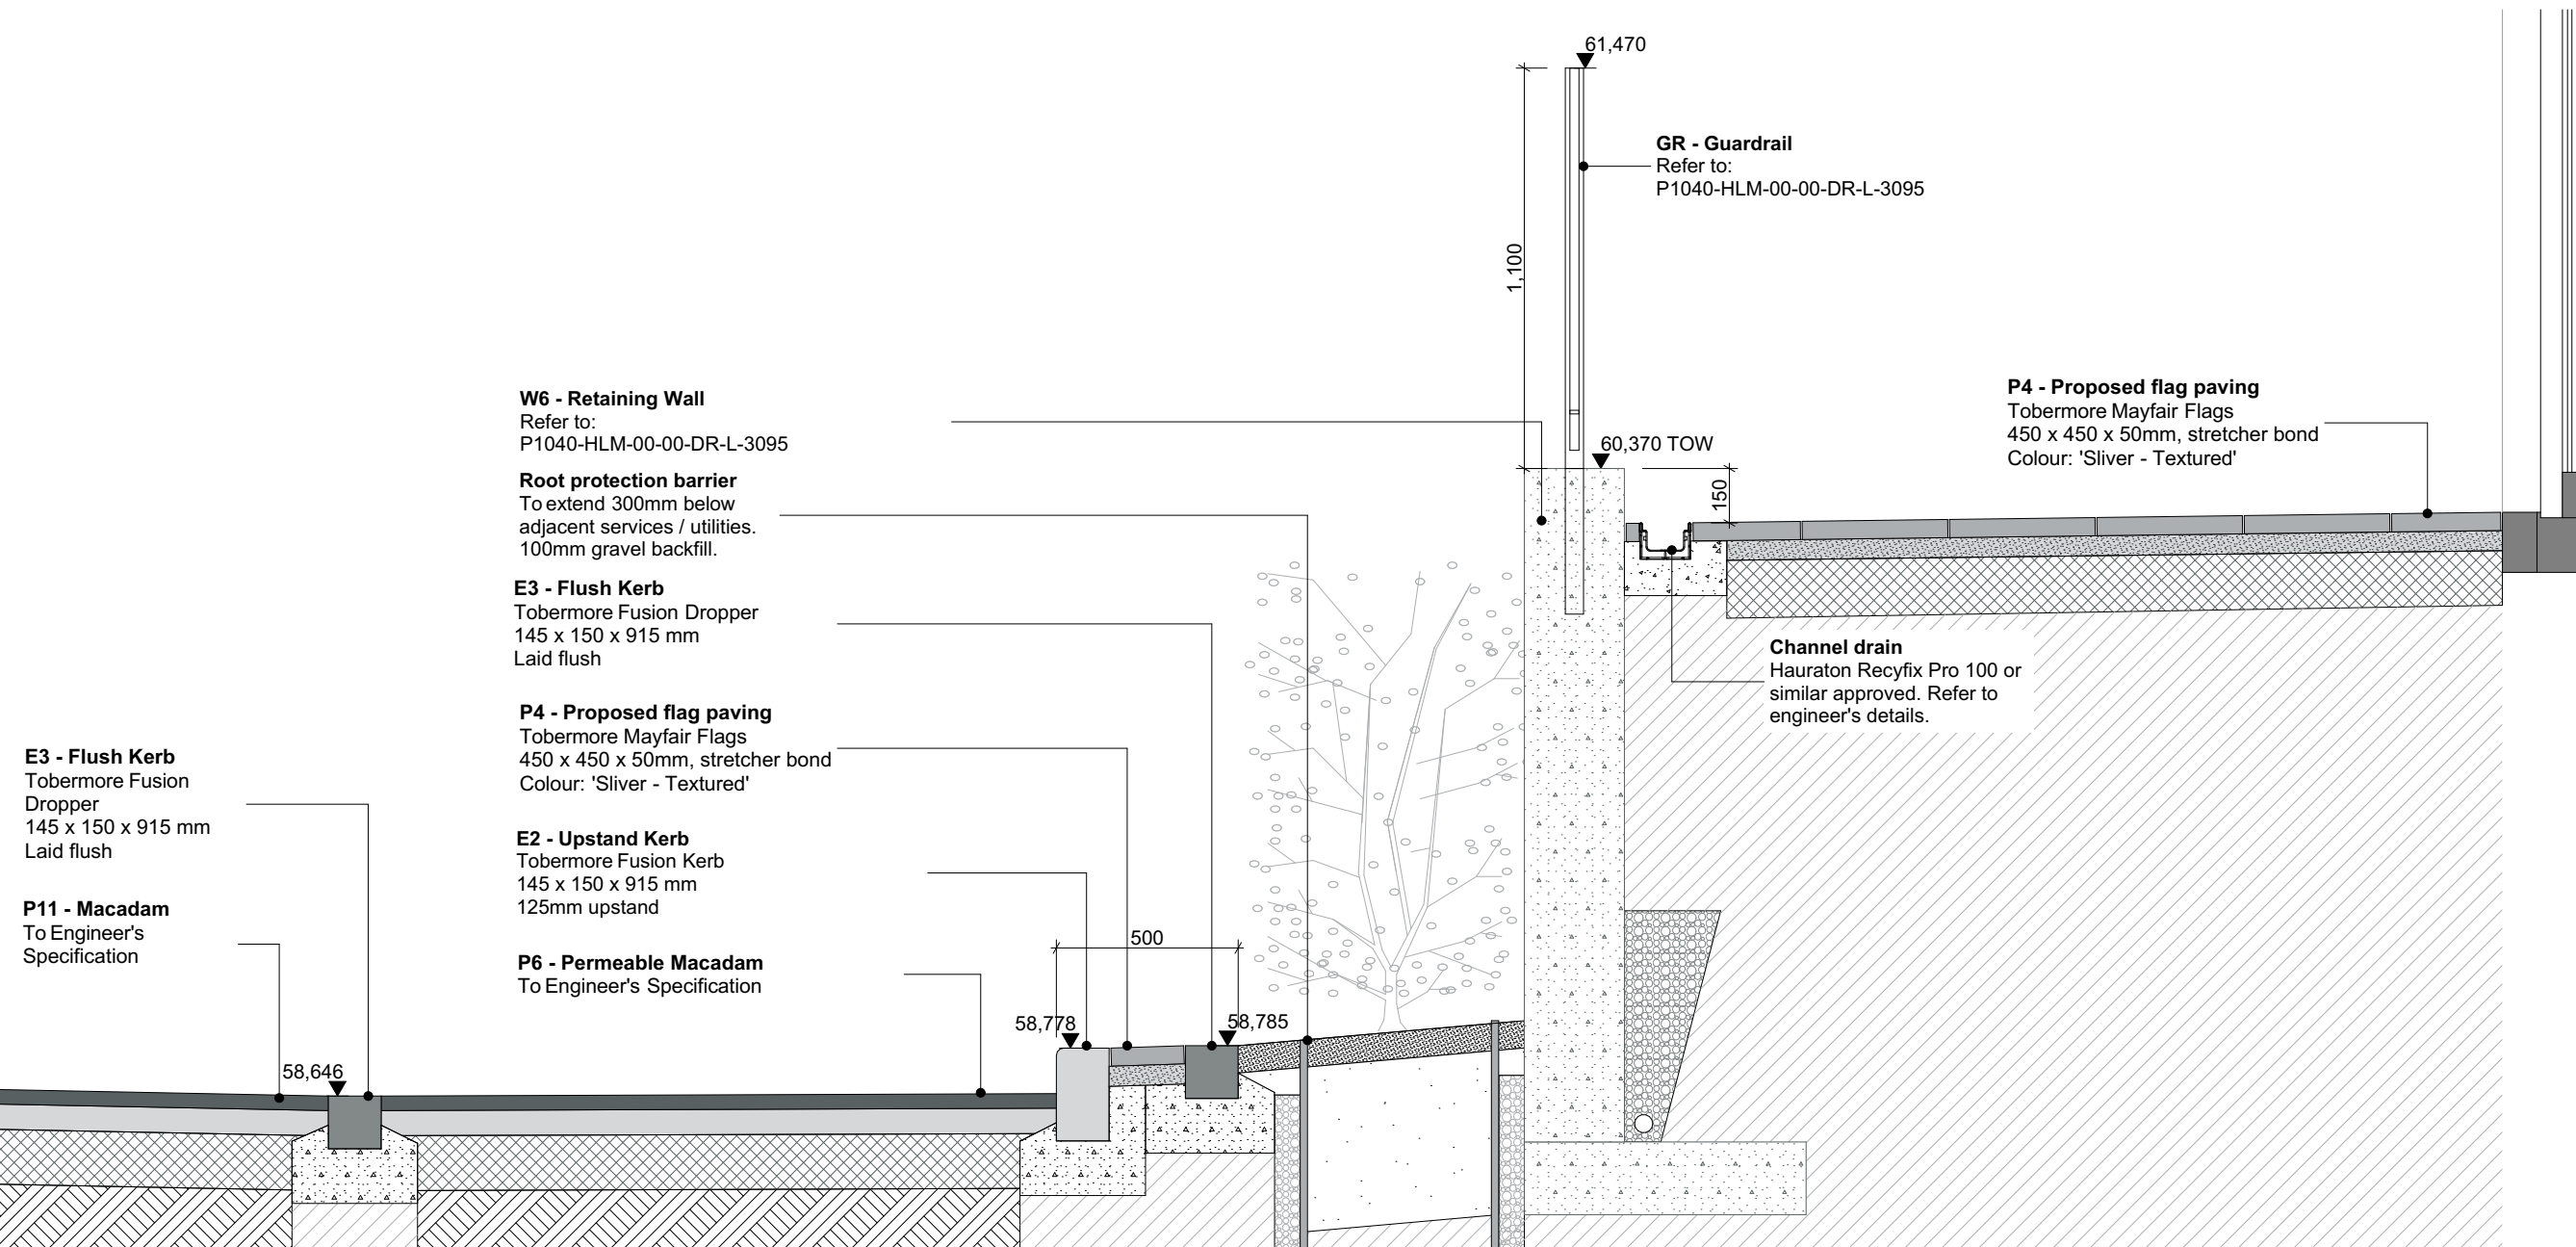 61,470
GR - Guardrail
Refer to:
P1040-HLM-00-00-DR-L-3095
1,100
W6 - Retaining Wall
Refer to:
P1040-HLM-00-00-DR-L-3095
60,370 TOW
150
P4 - Proposed flag paving
Tobermore Mayfair Flags
450 x 450 x 50mm, stretcher bond
Colour: 'Sliver - Textured'
Root protection barrier
To extend 300mm below
adjacent services / utilities.
100mm gravel backfill.
E3 - Flush Kerb
Tobermore Fusion Dropper
145 x 150 x 915 mm
Laid flush
Channel drain
Hauraton Recyfix Pro 100 or
similar approved. Refer to
engineer's details.
P4 - Proposed flag paving
Tobermore Mayfair Flags
450 x 450 x 50mm, stretcher bond
Colour: 'Sliver - Textured'
E3 - Flush Kerb
Tobermore Fusion
Dropper
145 x 150 x 915 mm
Laid flush
E2 - Upstand Kerb
Tobermore Fusion Kerb
145 x 150 x 915 mm
125mm upstand
P11 - Macadam
To Engineer's
Specification
500
P6 - Permeable Macadam
To Engineer's Specification
58,778
58,785
58,646